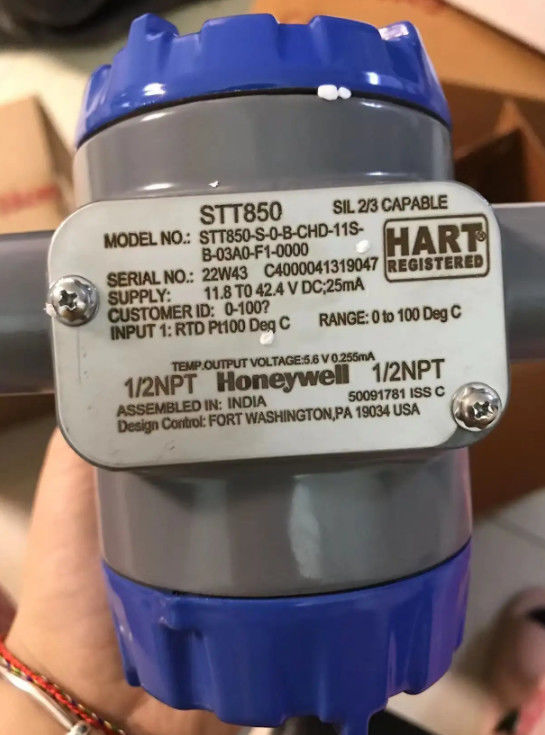 STT850 SIL 2/3 CAPABLE
MODEL NO.: STT850-S-0-B-CHD-11S-
B-03A0-F1-0000
HART®
REGISTERED
SERIAL NO.: 22W43 C4000041319047
SUPPLY: 11.8 TO 42.4 V DC;25mA
CUSTOMER ID: 0-100?
INPUT 1: RTD Pt100 Deg C RANGE: 0 to 100 Deg C
TEMP.OUTPUT VOLTAGE:5.6 V 0.255mA
1/2NPT Honeywell 1/2NPT
ASSEMBLED IN: INDIA 50091781 ISS C
Design Control: FORT WASHINGTON,PA 19034 USA